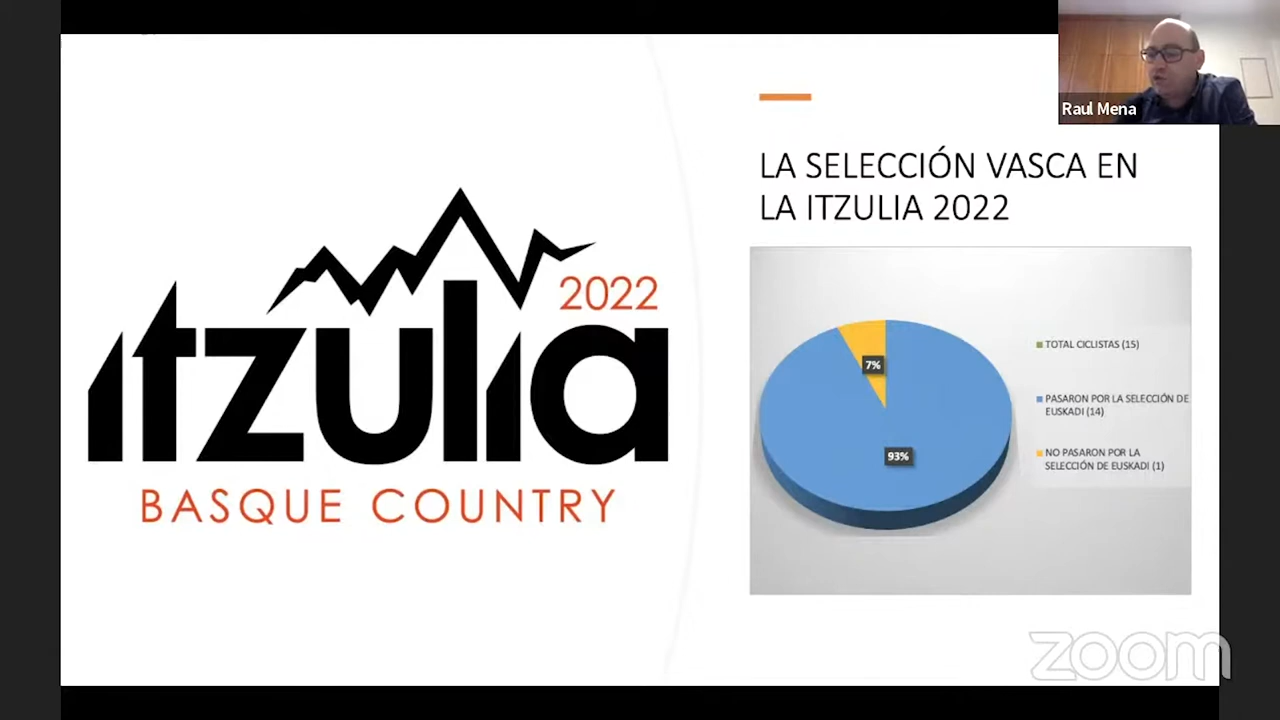 Raul Mena
LA SELECCIÓN VASCA EN
LA ITZULIA 2022
2022
itzulia
BASQUE COUNTRY
7%
93%
TOTAL CICLISTAS (15)
PASARON POR LA SELECCIÓN DE
EUSKADI (14)
NO PASARON POR LA
SELECCIÓN DE EUSKADI (1)
zoom